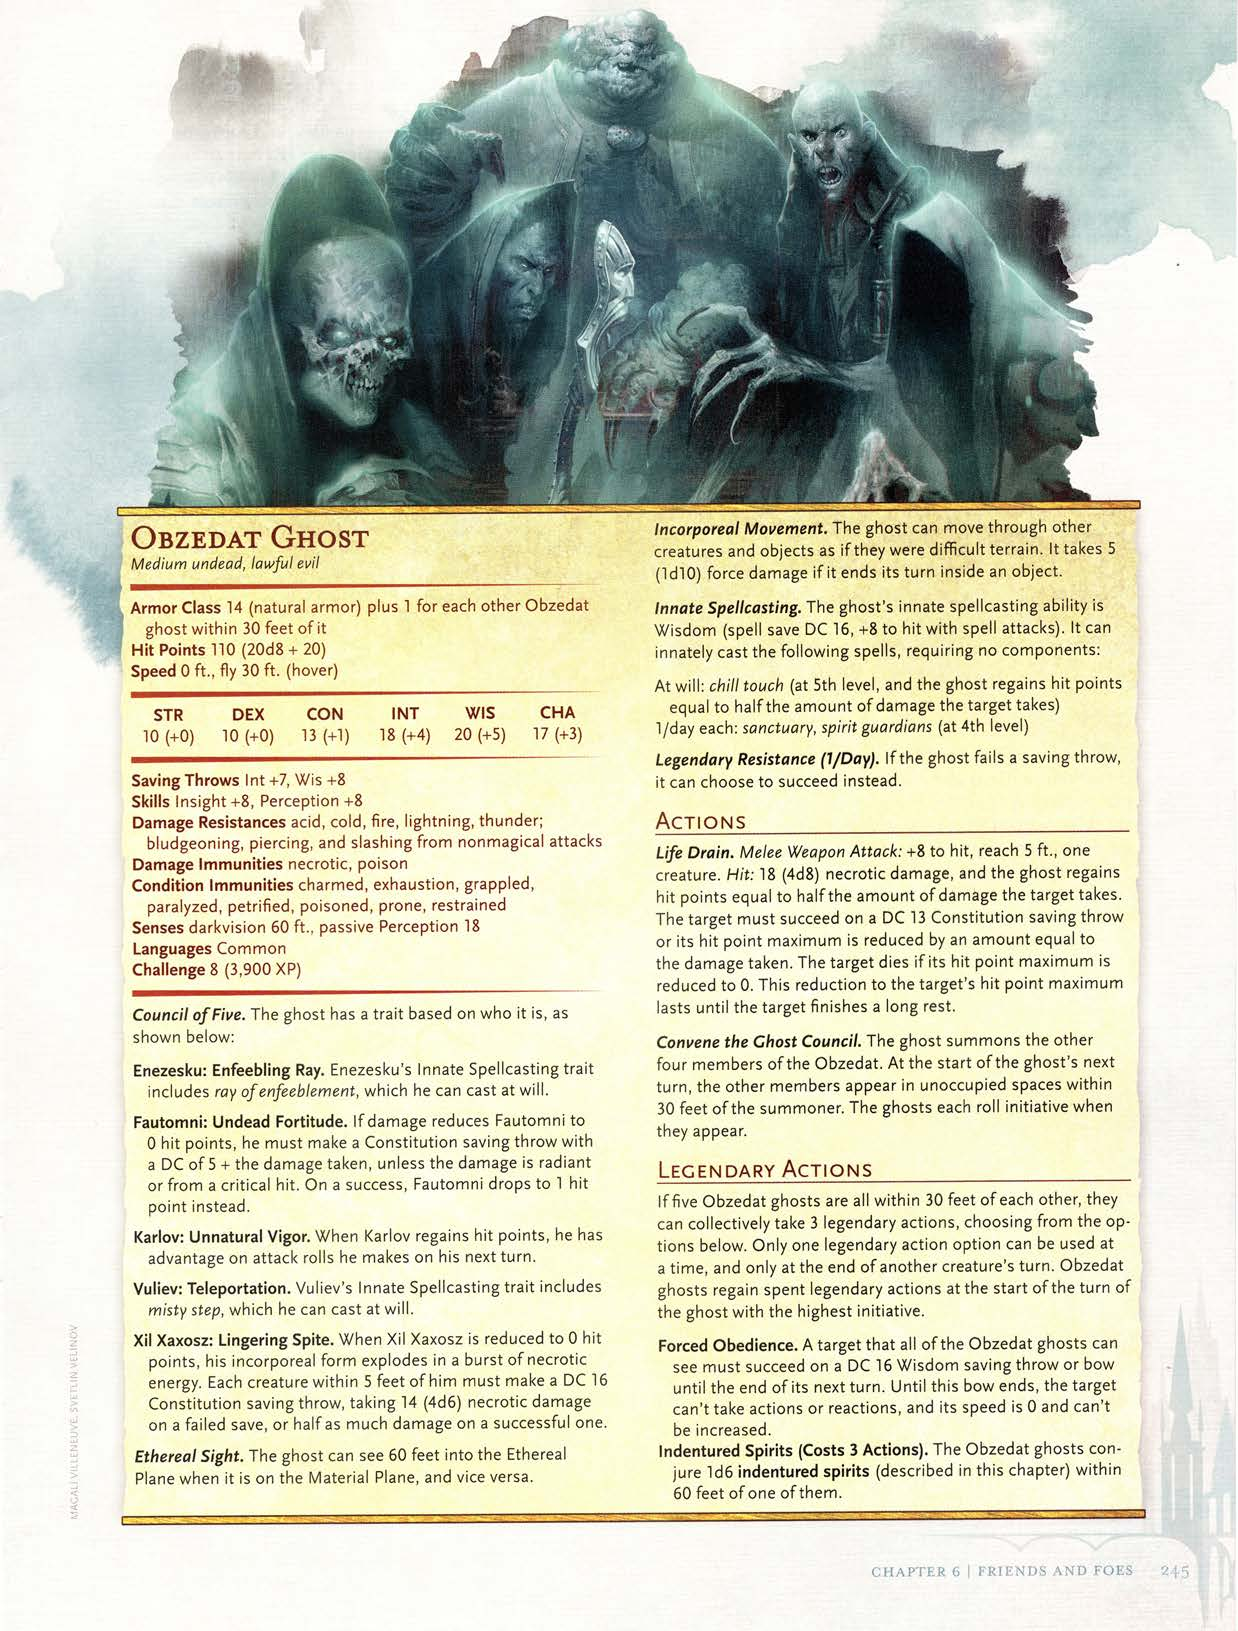 OBZEDAT GHOST
Medium undead, lawful evil
Armor Class 14 (natural armor) plus 1 for each other Obzedat
ghost within 30 feet of it
Hit Points 110 (20d8 + 20)
Speed 0 ft., fly 30 ft. (hover)
STR DEX CON INT WIS CHA
10 (+0) 10 (+0) 13 (+1) 18 (+4) 20 (+5) 17 (+3)
Saving Throws Int +7, Wis +8
Skills Insight +8, Perception +8
Damage Resistances acid, cold, fire, lightning, thunder;
bludgeoning, piercing, and slashing from nonmagical attacks
Damage Immunities necrotic, poison
Condition Immunities charmed, exhaustion, grappled,
paralyzed, petrified, poisoned, prone, restrained
Senses darkvision 60 ft., passive Perception 18
Languages Common
Challenge 8 (3,900 XP)
Council of Five. The ghost has a trait based on who it is, as
shown below:
Enezesku: Enfeebling Ray. Enezesku's Innate Spellcasting trait
includes ray of enfeeblement, which he can cast at will.
Fautomni: Undead Fortitude. If damage reduces Fautomni to
0 hit points, he must make a Constitution saving throw with
a DC of 5 + the damage taken, unless the damage is radiant
or from a critical hit. On a success, Fautomni drops to 1 hit
point instead.
Karlov: Unnatural Vigor. When Karlov regains hit points, he has
advantage on attack rolls he makes on his next turn.
Vuliev: Teleportation. Vuliev's Innate Spellcasting trait includes
misty step, which he can cast at will.
Xil Xaxosz: Lingering Spite. When Xil Xaxosz is reduced to 0 hit
points, his incorporeal form explodes in a burst of necrotic
energy. Each creature within 5 feet of him must make a DC 16
Constitution saving throw, taking 14 (4d6) necrotic damage
on a failed save, or half as much damage on a successful one.
Ethereal Sight. The ghost can see 60 feet into the Ethereal
Plane when it is on the Material Plane, and vice versa.
Incorporeal Movement. The ghost can move through other
creatures and objects as if they were difficult terrain. It takes 5
(1d10) force damage if it ends its turn inside an object.
Innate Spellcasting. The ghost's innate spellcasting ability is
Wisdom (spell save DC 16, +8 to hit with spell attacks). It can
innately cast the following spells, requiring no components:
At will: chill touch (at 5th level, and the ghost regains hit points
equal to half the amount of damage the target takes)
1/day each: sanctuary, spirit guardians (at 4th level)
Legendary Resistance (1/Day). If the ghost fails a saving throw,
it can choose to succeed instead.
ACTIONS
Life Drain. Melee Weapon Attack: +8 to hit, reach 5 ft., one
creature. Hit: 18 (4d8) necrotic damage, and the ghost regains
hit points equal to half the amount of damage the target takes.
The target must succeed on a DC 13 Constitution saving throw
or its hit point maximum is reduced by an amount equal to
the damage taken. The target dies if its hit point maximum is
reduced to 0. This reduction to the target's hit point maximum
lasts until the target finishes a long rest.
Convene the Ghost Council. The ghost summons the other
four members of the Obzedat. At the start of the ghost's next
turn, the other members appear in unoccupied spaces within
30 feet of the summoner. The ghosts each roll initiative when
they appear.
LEGENDARY ACTIONS
If five Obzedat ghosts are all within 30 feet of each other, they
can collectively take 3 legendary actions, choosing from the op-
tions below. Only one legendary action option can be used at
a time, and only at the end of another creature's turn. Obzedat
ghosts regain spent legendary actions at the start of the turn of
the ghost with the highest initiative.
Forced Obedience. A target that all of the Obzedat ghosts can
see must succeed on a DC 16 Wisdom saving throw or bow
until the end of its next turn. Until this bow ends, the target
can't take actions or reactions, and its speed is 0 and can't
be increased.
Indentured Spirits (Costs 3 Actions). The Obzedat ghosts con-
jure 1d6 indentured spirits (described in this chapter) within
60 feet of one of them.
MAGALI VILLENEUVE, SVETLIN VELINOV
CHAPTER 6 | FRIENDS AND FOES 245